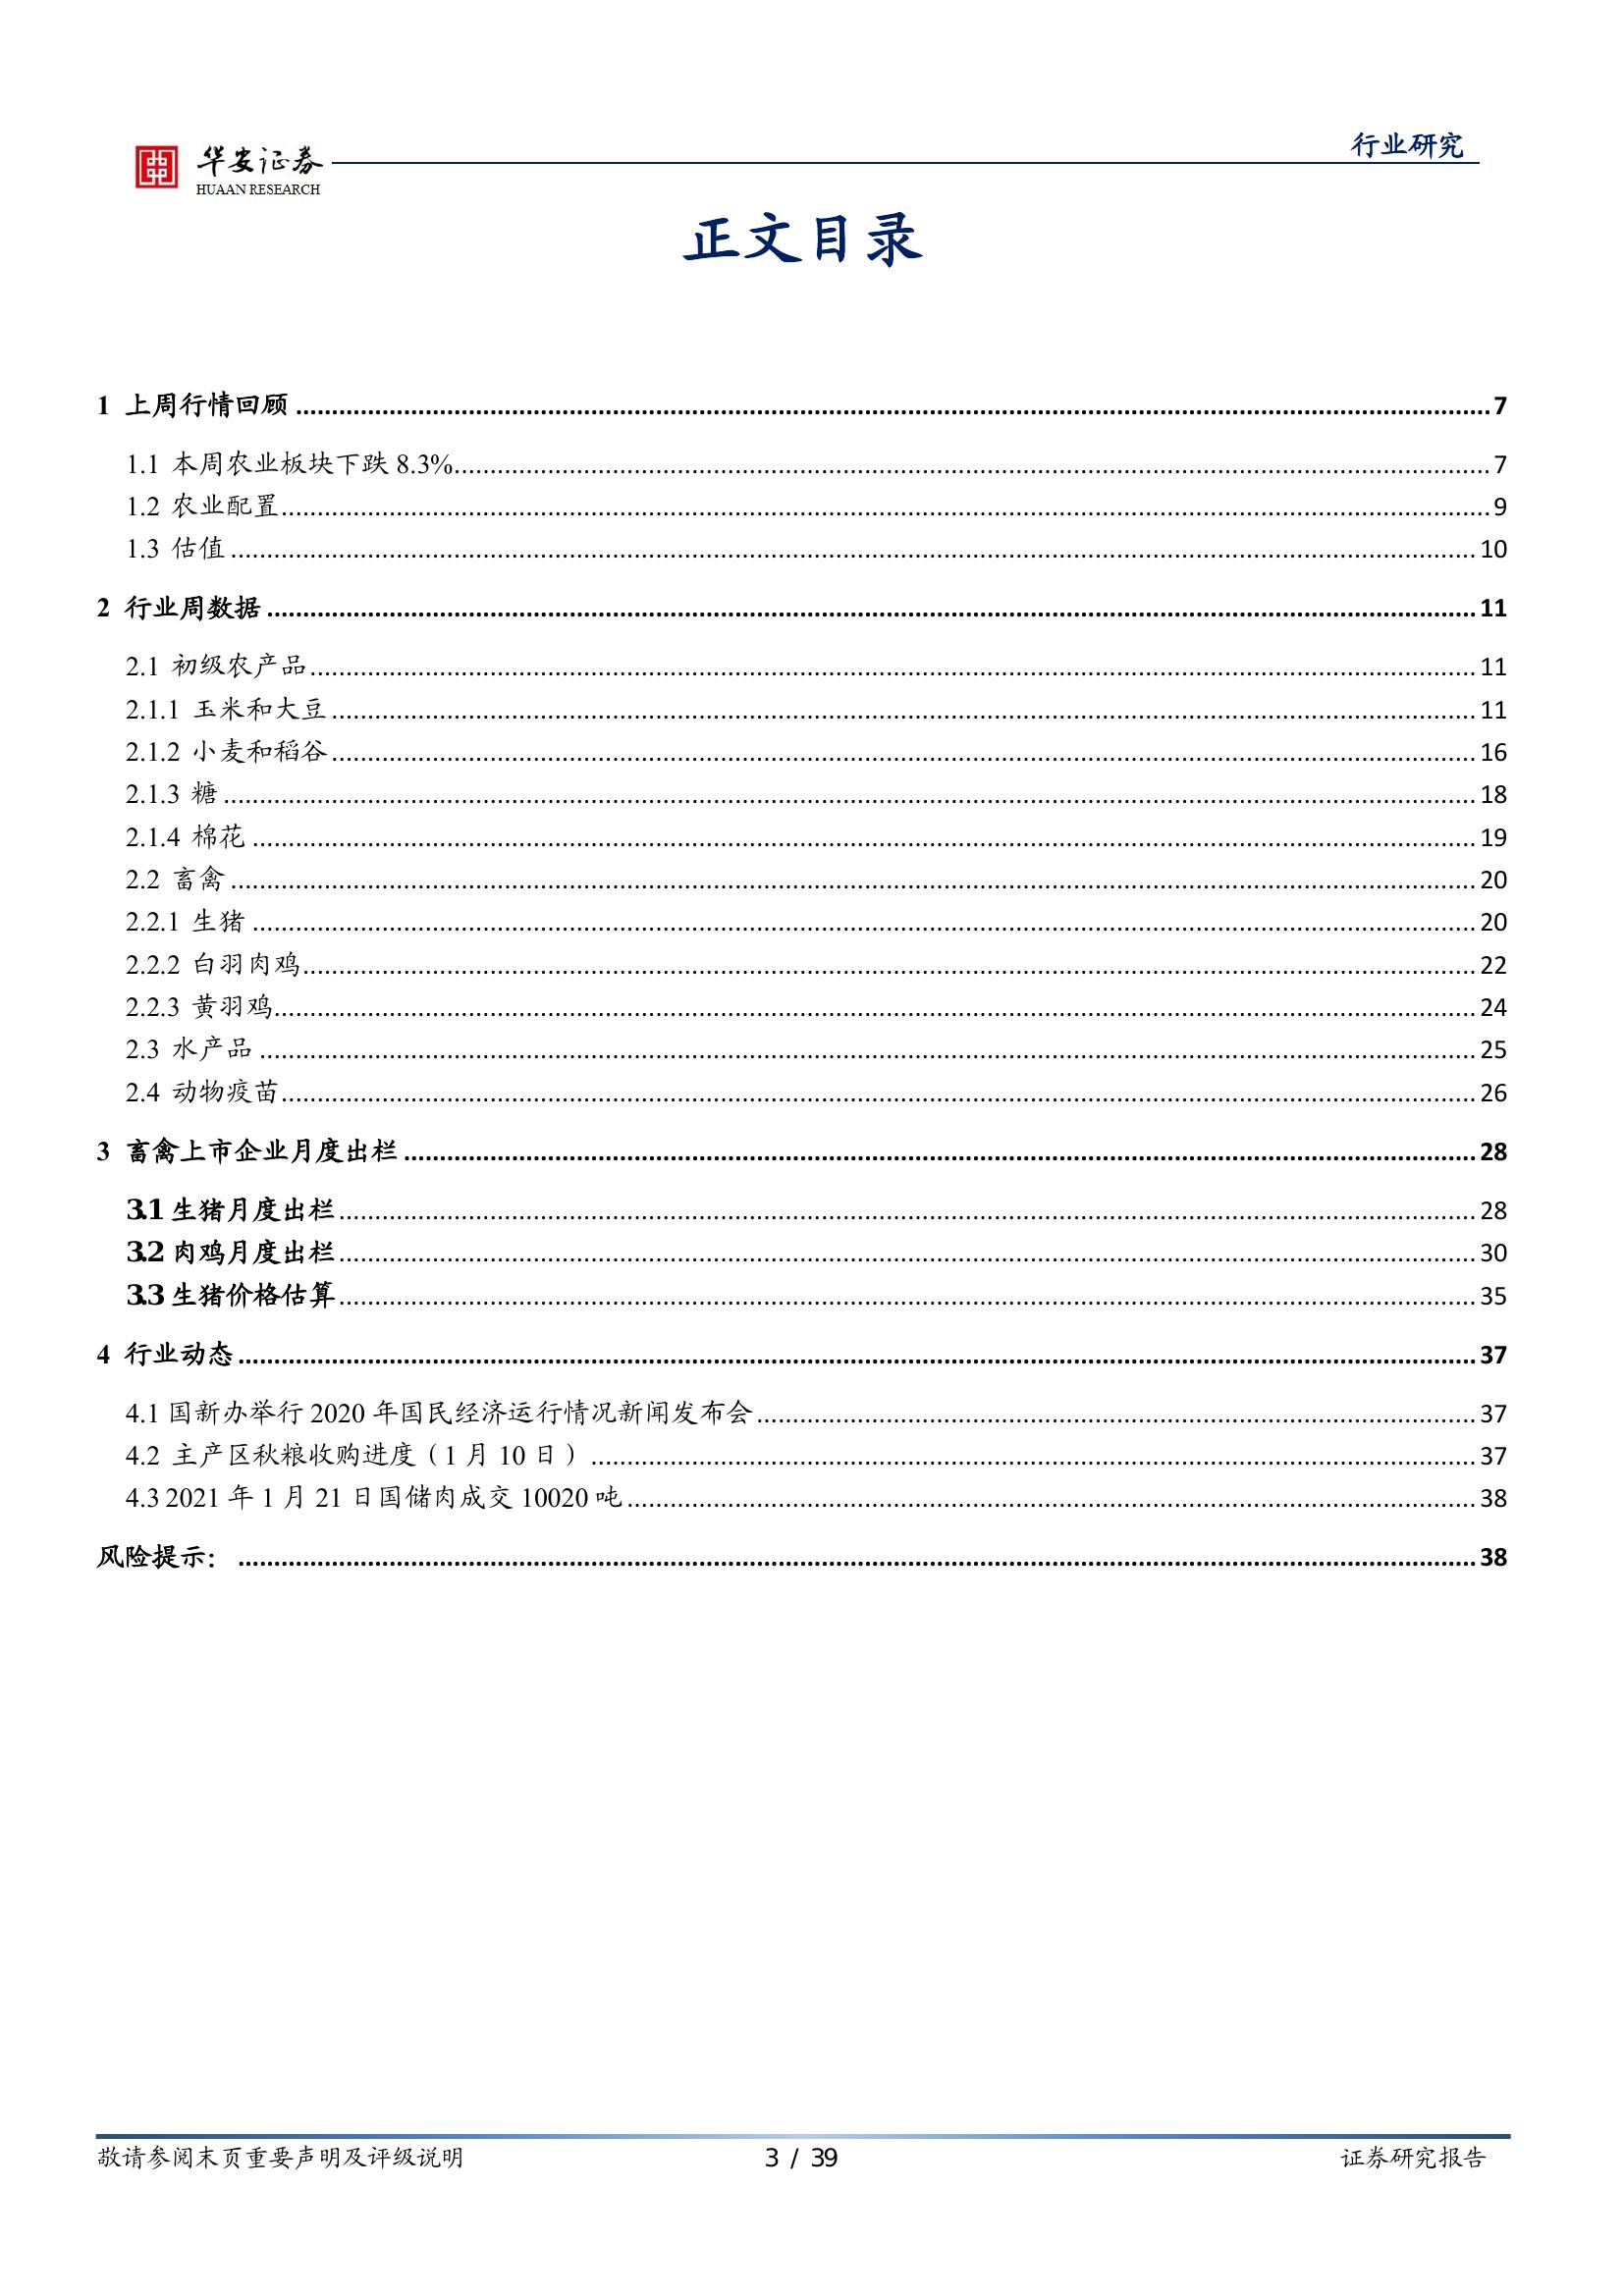 华安证券
HUAAN RESEARCH
行业研究
正文目录
1 上周行情回顾 ........ 7
1.1 本周农业板块下跌 8.3% ........ 7
1.2 农业配置 ........ 9
1.3 估值 ........ 10
2 行业周数据 ........ 11
2.1 初级农产品 ........ 11
2.1.1 玉米和大豆 ........ 11
2.1.2 小麦和稻谷 ........ 16
2.1.3 糖 ........ 18
2.1.4 棉花 ........ 19
2.2 畜禽 ........ 20
2.2.1 生猪 ........ 20
2.2.2 白羽肉鸡 ........ 22
2.2.3 黄羽鸡 ........ 24
2.3 水产品 ........ 25
2.4 动物疫苗 ........ 26
3 畜禽上市企业月度出栏 ........ 28
3.1 生猪月度出栏 ........ 28
3.2 肉鸡月度出栏 ........ 30
3.3 生猪价格估算 ........ 35
4 行业动态 ........ 37
4.1 国新办举行 2020 年国民经济运行情况新闻发布会 ........ 37
4.2 主产区秋粮收购进度（1 月 10 日） ........ 37
4.3 2021 年 1 月 21 日国储肉成交 10020 吨 ........ 38
风险提示： ........ 38
敬请参阅末页重要声明及评级说明 3 / 39 证券研究报告